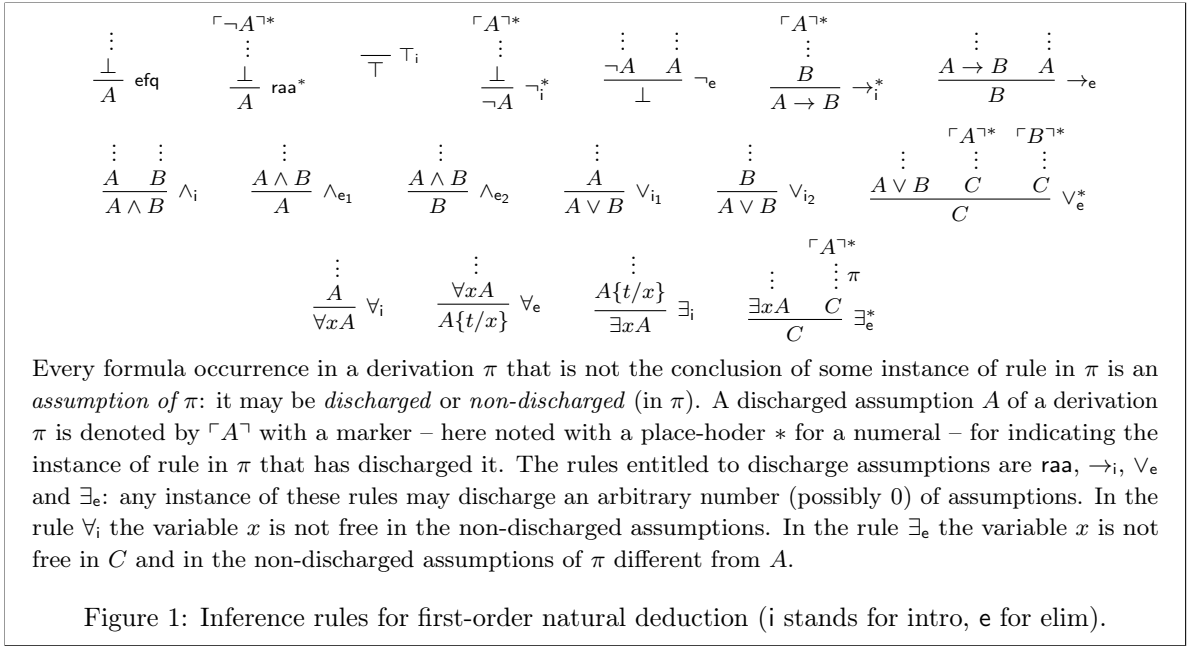 ⌜¬A⌝* ⌜A⌝* ⌜A⌝*
⋮ ⋮ ⋮ ⋮ ⋮ ⋮ ⋮ ⋮
⊥ ⊥ ⊤ᵢ ⊥ ¬A A B A → B A
A efq A raa* ⊤ ¬A ¬ᵢ* ⊥ ¬ₑ A → B →ᵢ* B →ₑ
⌜A⌝* ⌜B⌝*
⋮ ⋮ ⋮ ⋮ ⋮ ⋮ ⋮ ⋮ ⋮
A B A ∧ B A ∧ B A B A ∨ B C C
A ∧ B ∧ᵢ A ∧ₑ₁ B ∧ₑ₂ A ∨ B ∨ᵢ₁ A ∨ B ∨ᵢ₂ C ∨ₑ*
⌜A⌝*
⋮ ⋮ ⋮ ⋮ ⋮ π
A ∀xA A{t/x} ∃xA C
∀xA ∀ᵢ A{t/x} ∀ₑ ∃xA ∃ᵢ C ∃ₑ*
Every formula occurrence in a derivation π that is not the conclusion of some instance of rule in π is an
assumption of π: it may be discharged or non-discharged (in π). A discharged assumption A of a derivation
π is denoted by ⌜A⌝ with a marker – here noted with a place-hoder * for a numeral – for indicating the
instance of rule in π that has discharged it. The rules entitled to discharge assumptions are raa, →ᵢ, ∨ₑ
and ∃ₑ: any instance of these rules may discharge an arbitrary number (possibly 0) of assumptions. In the
rule ∀ᵢ the variable x is not free in the non-discharged assumptions. In the rule ∃ₑ the variable x is not
free in C and in the non-discharged assumptions of π different from A.
Figure 1: Inference rules for first-order natural deduction (i stands for intro, e for elim).